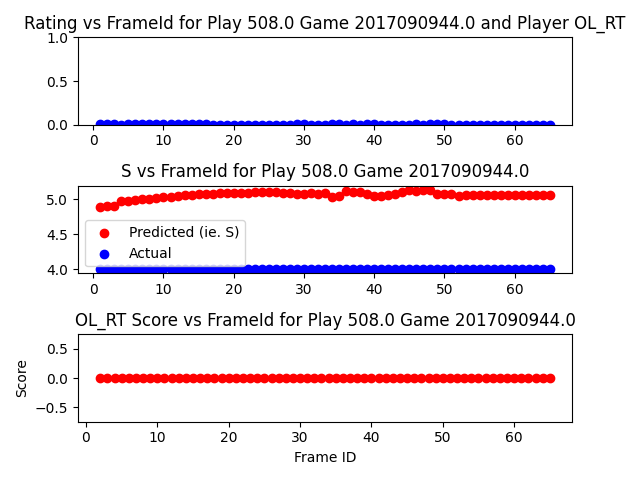 Rating vs FrameId for Play 508.0 Game 2017090944.0 and Player OL_RT
1.0
0.5
0.0
0 10 20 30 40 50 60
S vs FrameId for Play 508.0 Game 2017090944.0
5.0
4.5
4.0
Predicted (ie. S)
Actual
0 10 20 30 40 50 60
OL_RT Score vs FrameId for Play 508.0 Game 2017090944.0
Score
0.5
0.0
−0.5
0 10 20 30 40 50 60
Frame ID